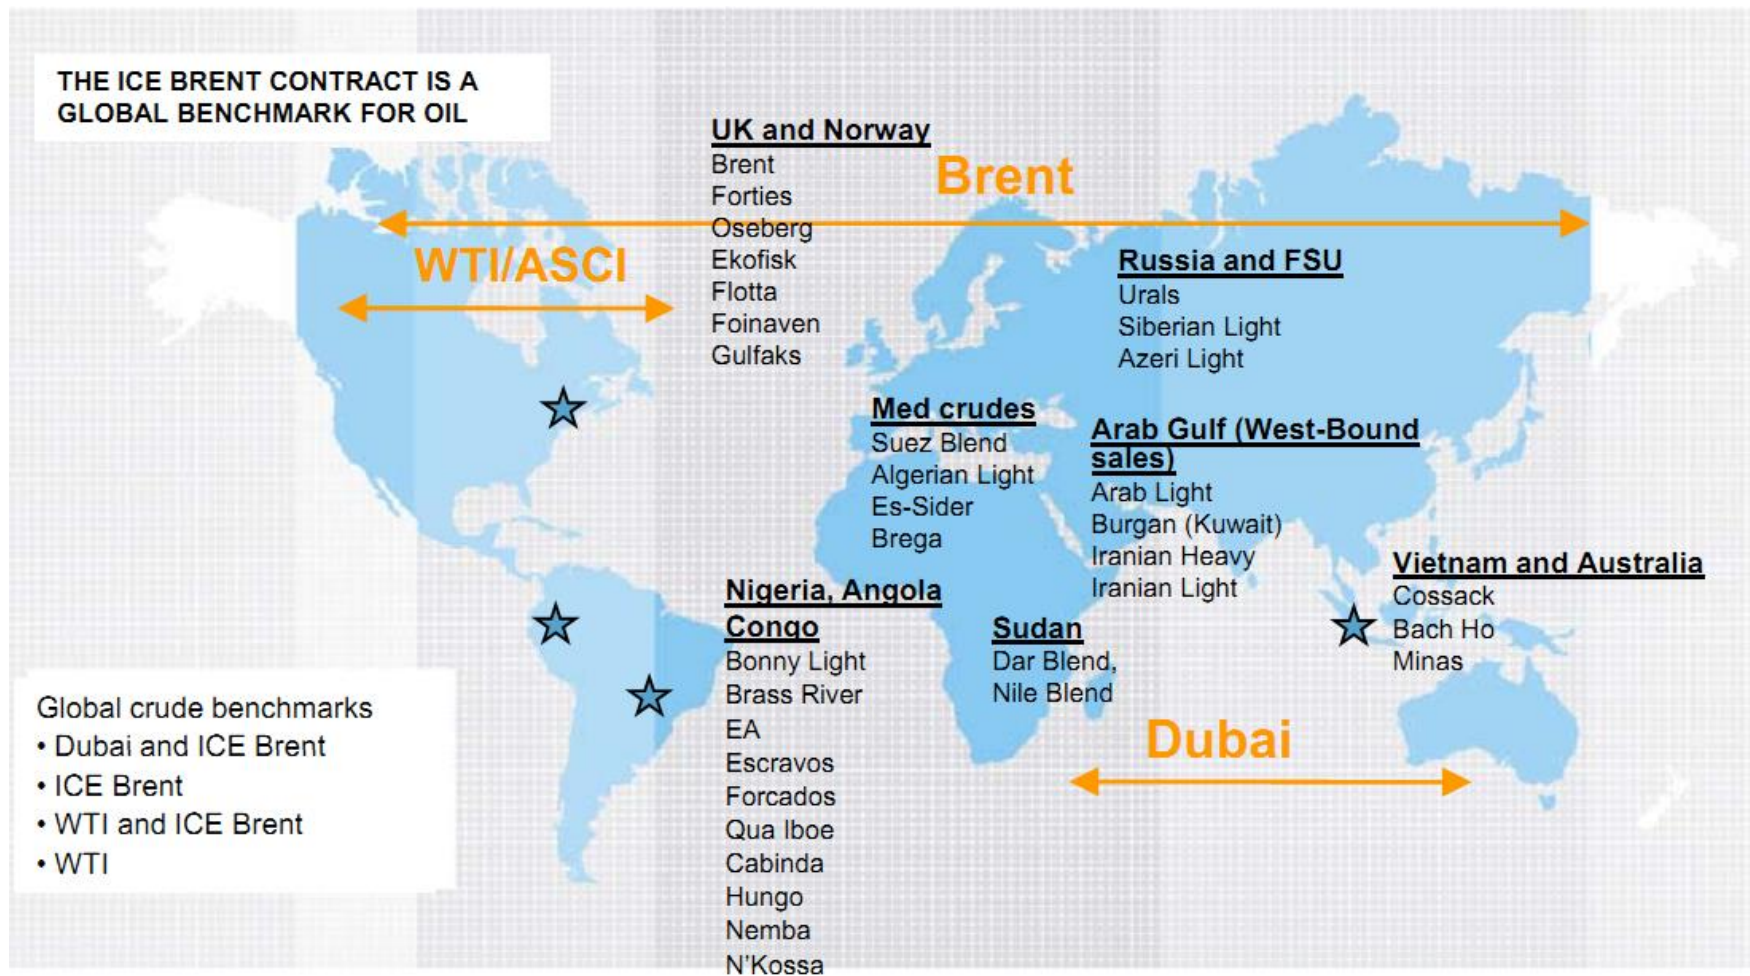 THE ICE BRENT CONTRACT IS A
GLOBAL BENCHMARK FOR OIL
UK and Norway
Brent
Forties
Oseberg
Ekofisk
Flotta
Foinaven
Gulfaks
Brent
WTI/ASCI
Russia and FSU
Urals
Siberian Light
Azeri Light
Med crudes
Suez Blend
Algerian Light
Es-Sider
Brega
Arab Gulf (West-Bound
sales)
Arab Light
Burgan (Kuwait)
Iranian Heavy
Iranian Light
Vietnam and Australia
Cossack
Bach Ho
Minas
Nigeria, Angola
Congo
Bonny Light
Brass River
EA
Escravos
Forcados
Qua Iboe
Cabinda
Hungo
Nemba
N'Kossa
Sudan
Dar Blend,
Nile Blend
Dubai
Global crude benchmarks
• Dubai and ICE Brent
• ICE Brent
• WTI and ICE Brent
• WTI